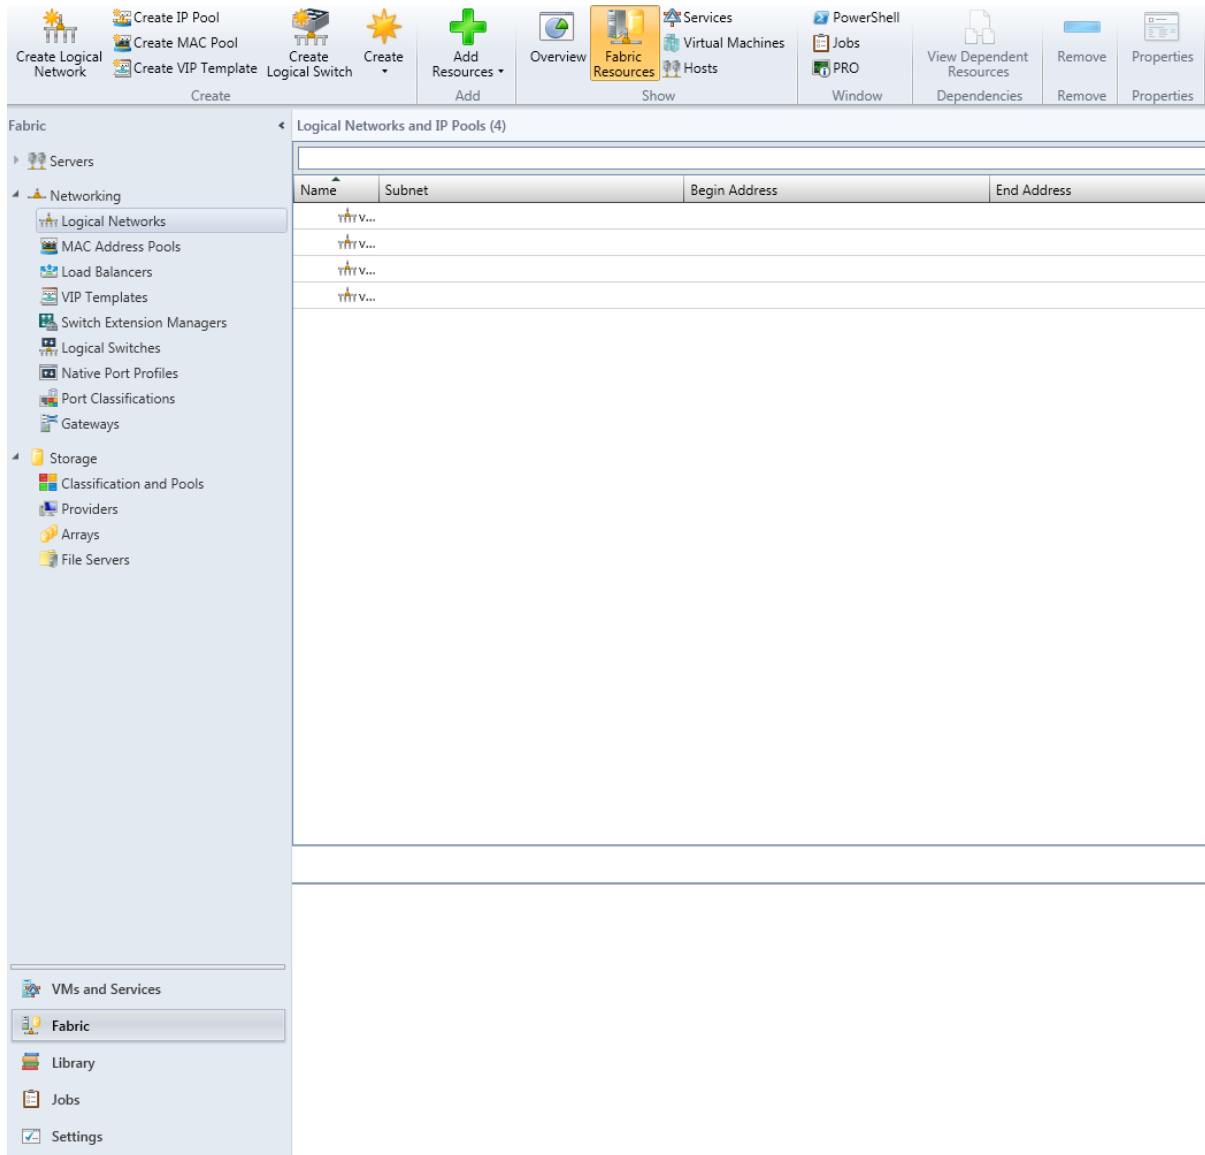 Create Logical
Network
Create IP Pool
Create MAC Pool
Create VIP Template
Create
Logical Switch
Create
Create
Add
Resources
Add
Overview
Fabric
Resources
Services
Virtual Machines
Hosts
Show
PowerShell
Jobs
PRO
Window
View Dependent
Resources
Dependencies
Remove
Remove
Properties
Properties
Fabric
Logical Networks and IP Pools (4)
Servers
Networking
Logical Networks
MAC Address Pools
Load Balancers
VIP Templates
Switch Extension Managers
Logical Switches
Native Port Profiles
Port Classifications
Gateways
Storage
Classification and Pools
Providers
Arrays
File Servers
Name Subnet Begin Address End Address
v...
v...
v...
v...
VMs and Services
Fabric
Library
Jobs
Settings